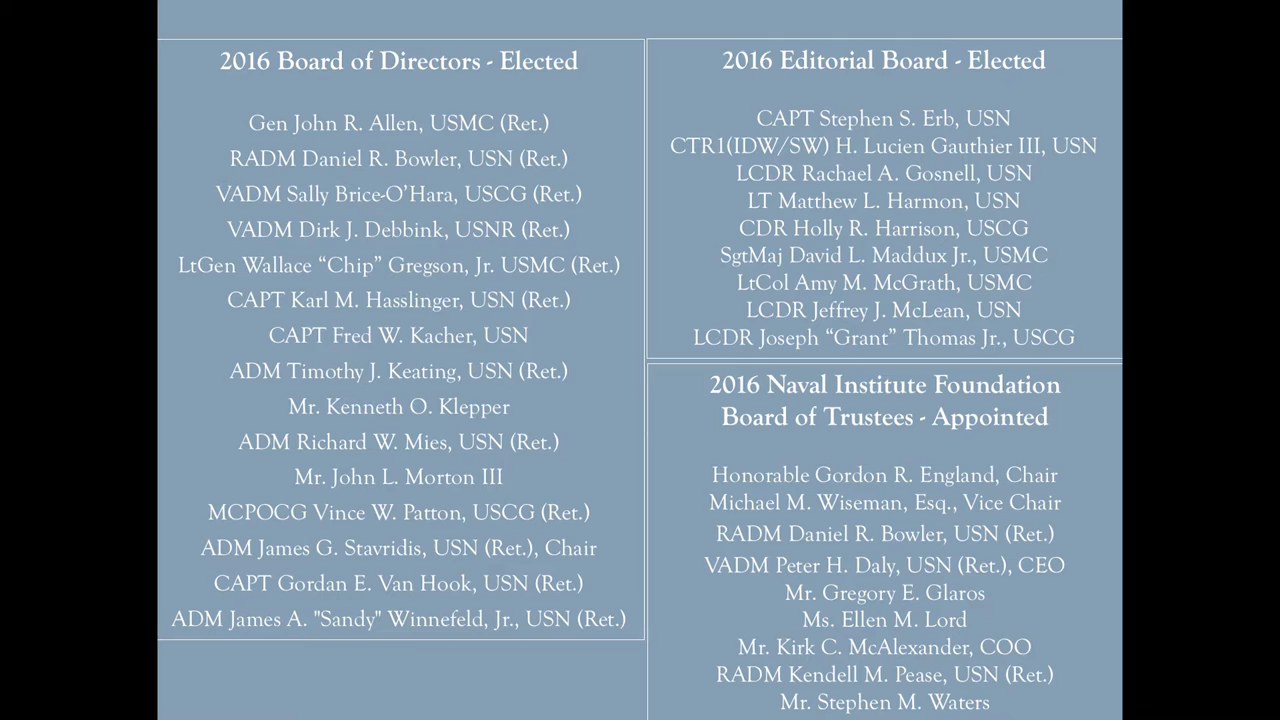 2016 Board of Directors - Elected
Gen John R. Allen, USMC (Ret.)
RADM Daniel R. Bowler, USN (Ret.)
VADM Sally Brice-O’Hara, USCG (Ret.)
VADM Dirk J. Debbink, USNR (Ret.)
LtGen Wallace “Chip” Gregson, Jr. USMC (Ret.)
CAPT Karl M. Hasslinger, USN (Ret.)
CAPT Fred W. Kacher, USN
ADM Timothy J. Keating, USN (Ret.)
Mr. Kenneth O. Klepper
ADM Richard W. Mies, USN (Ret.)
Mr. John L. Morton III
MCPOCG Vince W. Patton, USCG (Ret.)
ADM James G. Stavridis, USN (Ret.), Chair
CAPT Gordan E. Van Hook, USN (Ret.)
ADM James A. "Sandy" Winnefeld, Jr., USN (Ret.)
2016 Editorial Board - Elected
CAPT Stephen S. Erb, USN
CTR1(IDW/SW) H. Lucien Gauthier III, USN
LCDR Rachael A. Gosnell, USN
LT Matthew L. Harmon, USN
CDR Holly R. Harrison, USCG
SgtMaj David L. Maddux Jr., USMC
LtCol Amy M. McGrath, USMC
LCDR Jeffrey J. McLean, USN
LCDR Joseph “Grant” Thomas Jr., USCG
2016 Naval Institute Foundation
Board of Trustees - Appointed
Honorable Gordon R. England, Chair
Michael M. Wiseman, Esq., Vice Chair
RADM Daniel R. Bowler, USN (Ret.)
VADM Peter H. Daly, USN (Ret.), CEO
Mr. Gregory E. Glaros
Ms. Ellen M. Lord
Mr. Kirk C. McAlexander, COO
RADM Kendell M. Pease, USN (Ret.)
Mr. Stephen M. Waters